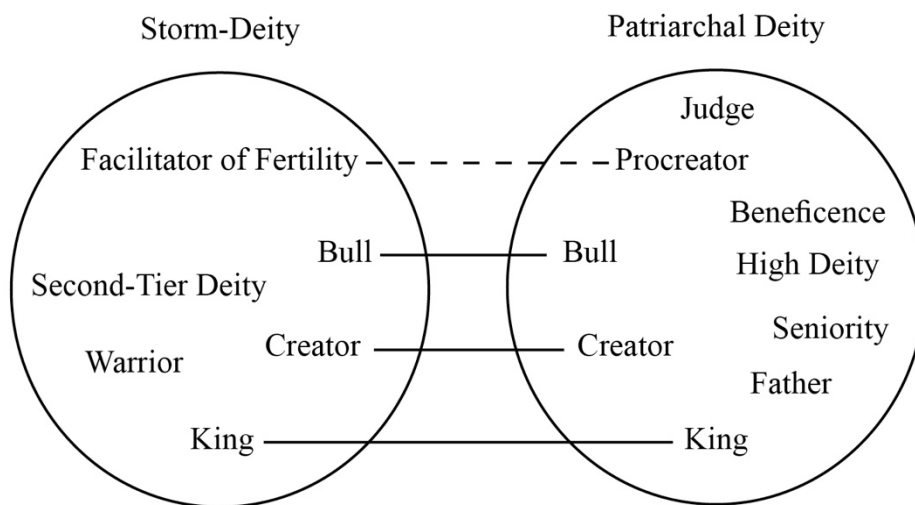 Storm-Deity
Patriarchal Deity
Judge
Facilitator of Fertility
Procreator
Beneficence
Bull
Bull
High Deity
Second-Tier Deity
Seniority
Creator
Creator
Warrior
Father
King
King